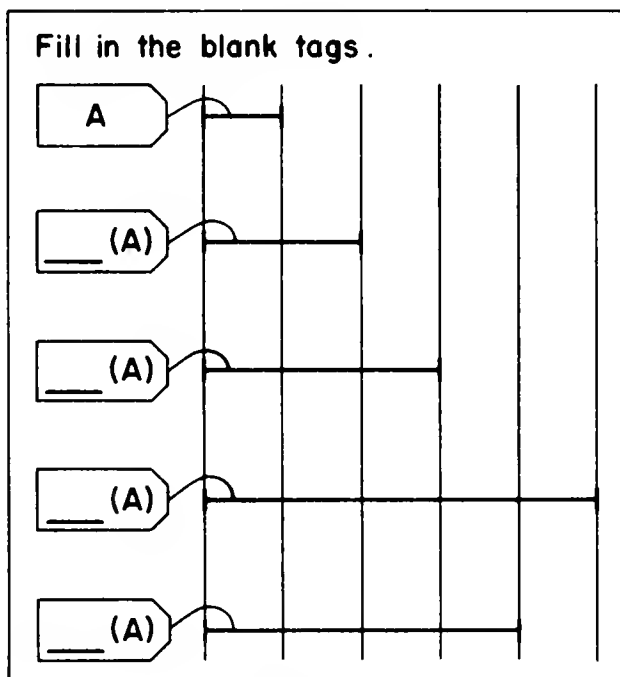 Fill in the blank tags.
A
___ (A)
___ (A)
___ (A)
___ (A)